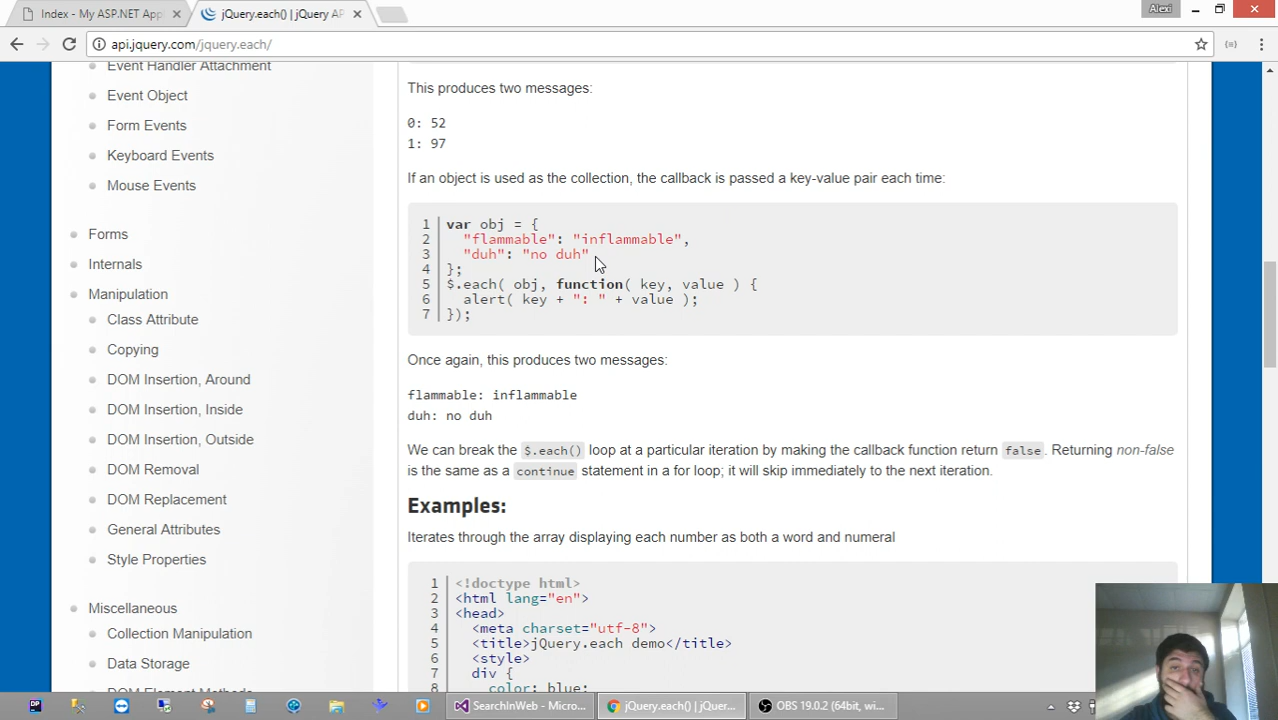 Index - My ASP.NET Appl
jQuery.each() | jQuery AP
Alexi
api.jquery.com/jquery.each/
Event Handler Attachment
Event Object
Form Events
Keyboard Events
Mouse Events
Forms
Internals
Manipulation
Class Attribute
Copying
DOM Insertion, Around
DOM Insertion, Inside
DOM Insertion, Outside
DOM Removal
DOM Replacement
General Attributes
Style Properties
Miscellaneous
Collection Manipulation
Data Storage
DOM Element Methods
This produces two messages:
0: 52
1: 97
If an object is used as the collection, the callback is passed a key-value pair each time:
1 var obj = {
2 "flammable": "inflammable",
3 "duh": "no duh"
4 };
5 $.each( obj, function( key, value ) {
6 alert( key + ": " + value );
7 });
Once again, this produces two messages:
flammable: inflammable
duh: no duh
We can break the $.each() loop at a particular iteration by making the callback function return false. Returning non-false
is the same as a continue statement in a for loop; it will skip immediately to the next iteration.
Examples:
Iterates through the array displaying each number as both a word and numeral
1 <!doctype html>
2 <html lang="en">
3 <head>
4 <meta charset="utf-8">
5 <title>jQuery.each demo</title>
6 <style>
7 div {
8 color: blue;
SearchInWeb - Micro...
jQuery.each() | jQuer...
OBS 19.0.2 (64bit, wi...